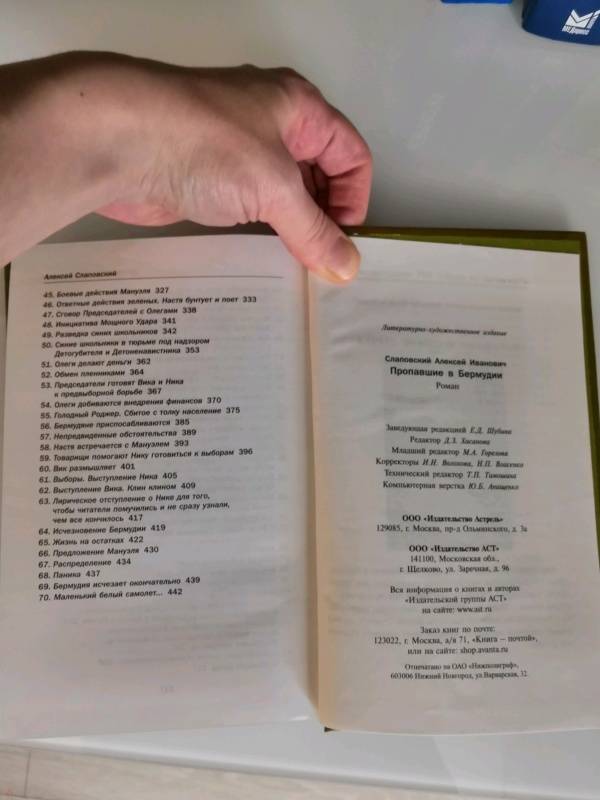 МЕДиарост
Алексей Слаповский
45. Боевые действия Мануэля 327
46. Ответные действия зеленых. Настя бунтует и поет 333
47. Сговор Председателей с Олегами 338
48. Инициатива Мощного Удара 341
49. Разведка синих школьников 342
50. Синие школьники в тюрьме под надзором
Детогубителя и Детоненавистника 353
51. Олеги делают деньги 362
52. Обмен пленниками 364
53. Председатели готовят Вика и Ника
к предвыборной борьбе 367
54. Олеги добиваются внедрения финансов 370
55. Голодный Роджер. Сбитое с толку население 375
56. Бермудяне приспосабливаются 385
57. Непредвиденные обстоятельства 389
58. Настя встречается с Мануэлем 393
59. Товарищи помогают Нику готовиться к выборам 396
60. Вик размышляет 401
61. Выборы. Выступление Ника 405
62. Выступление Вика. Клин клином 409
63. Лирическое отступление о Нике для того,
чтобы читатели помучились и не сразу узнали,
чем все кончилось 417
64. Исчезновение Бермудии 419
65. Жизнь на остатках 422
66. Предложение Мануэля 430
67. Распределение 434
68. Паника 437
69. Бермудия исчезает окончательно 439
70. Маленький белый самолет... 442
Литературно-художественное издание
Слаповский Алексей Иванович
Пропавшие в Бермудии
Роман
Заведующая редакцией Е.Д. Шубина
Редактор Д.З. Хасанова
Младший редактор М.А. Горелова
Корректоры И.Н. Волохова, Н.П. Власенко
Технический редактор Т.П. Тимошина
Компьютерная верстка Ю.Б. Анищенко
ООО «Издательство Астрель»
129085, г. Москва, пр-д Ольминского, д. 3а
ООО «Издательство АСТ»
141100, Московская обл.,
г. Щелково, ул. Заречная, д. 96
Вся информация о книгах и авторах
«Издательской группы АСТ»
на сайте: www.ast.ru
Заказ книг по почте:
123022, г. Москва, а/я 71, «Книга – почтой»,
или на сайте: shop.avanta.ru
Отпечатано на ОАО «Нижполиграф»,
603006 Нижний Новгород, ул.Варварская, 32.